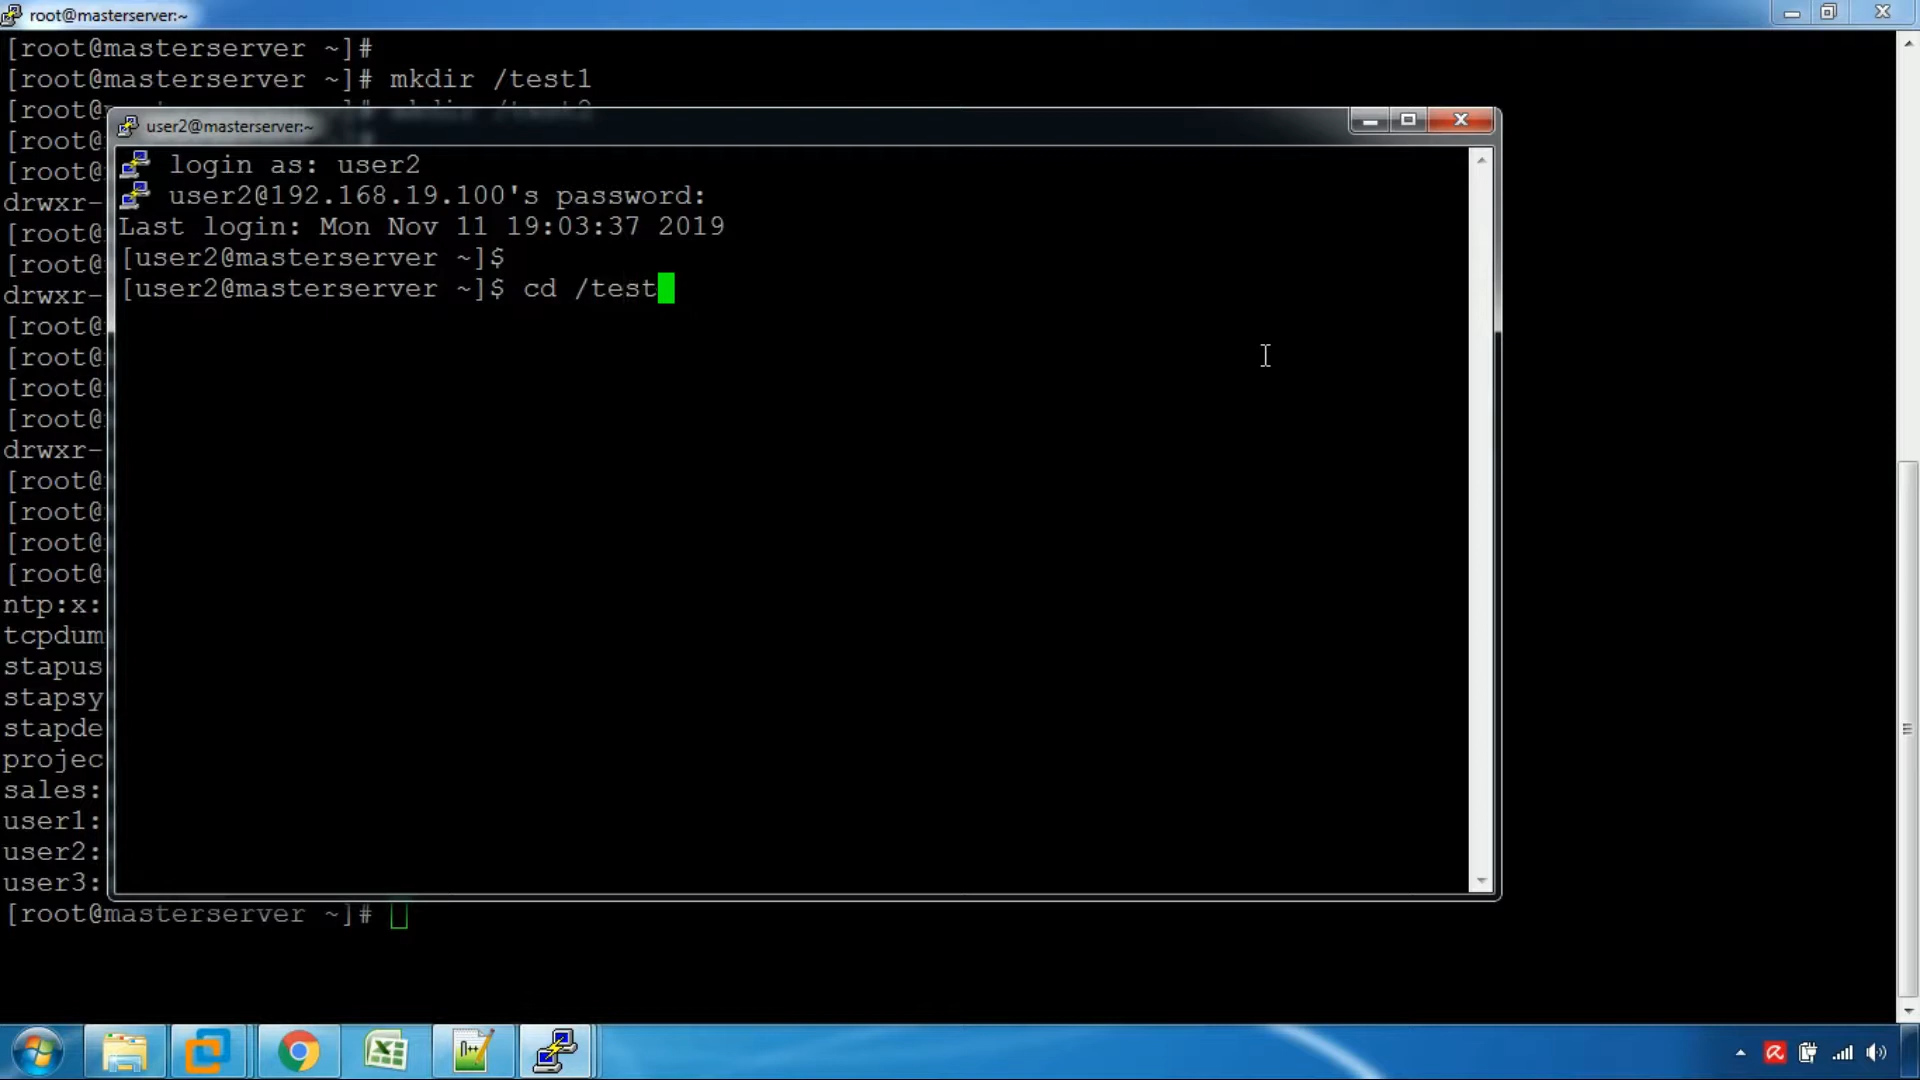 root@masterserver:~
[root@masterserver ~]#
[root@masterserver ~]# mkdir /test1
[root@masterserver ~]# mkdir /test2
[root@
user2@masterserver:~
login as: user2
[root@
user2@192.168.19.100's password:
drwxr-
Last login: Mon Nov 11 19:03:37 2019
[root@
[user2@masterserver ~]$
[root@
[user2@masterserver ~]$ cd /test
drwxr-
[root@
[root@
[root@
[root@
drwxr-
[root@
[root@
[root@
[root@
ntp:x:
tcpdum
stapus
stapsy
stapde
projec
sales:
user1:
user2:
user3:
[root@masterserver ~]#